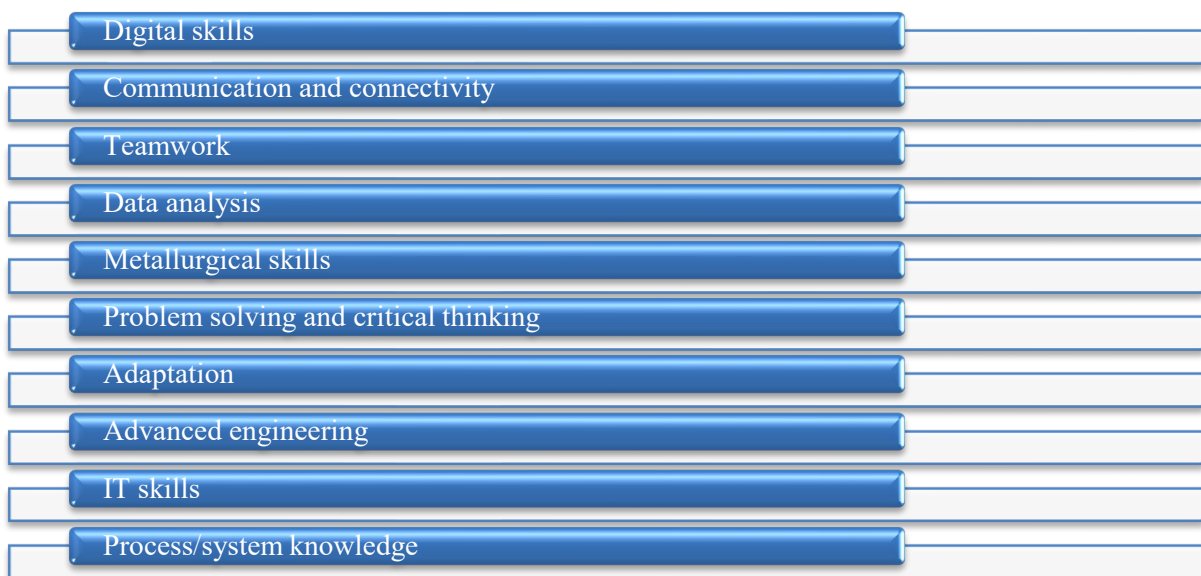 Digital skills
Communication and connectivity
Teamwork
Data analysis
Metallurgical skills
Problem solving and critical thinking
Adaptation
Advanced engineering
IT skills
Process/system knowledge